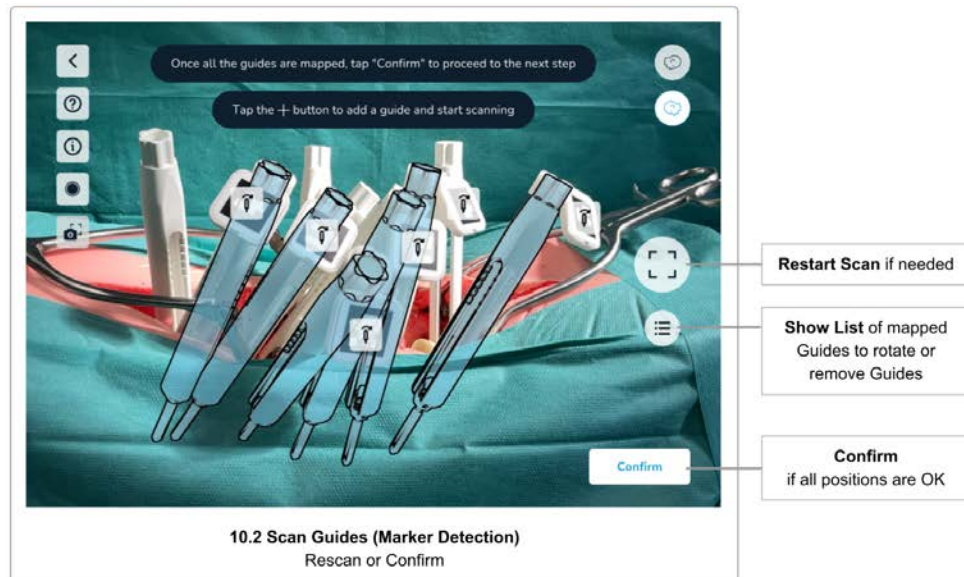 Once all the guides are mapped, tap "Confirm" to proceed to the next step
Tap the + button to add a guide and start scanning
Restart Scan if needed
Show List of mapped
Guides to rotate or
remove Guides
Confirm
Confirm
if all positions are OK
10.2 Scan Guides (Marker Detection)
Rescan or Confirm